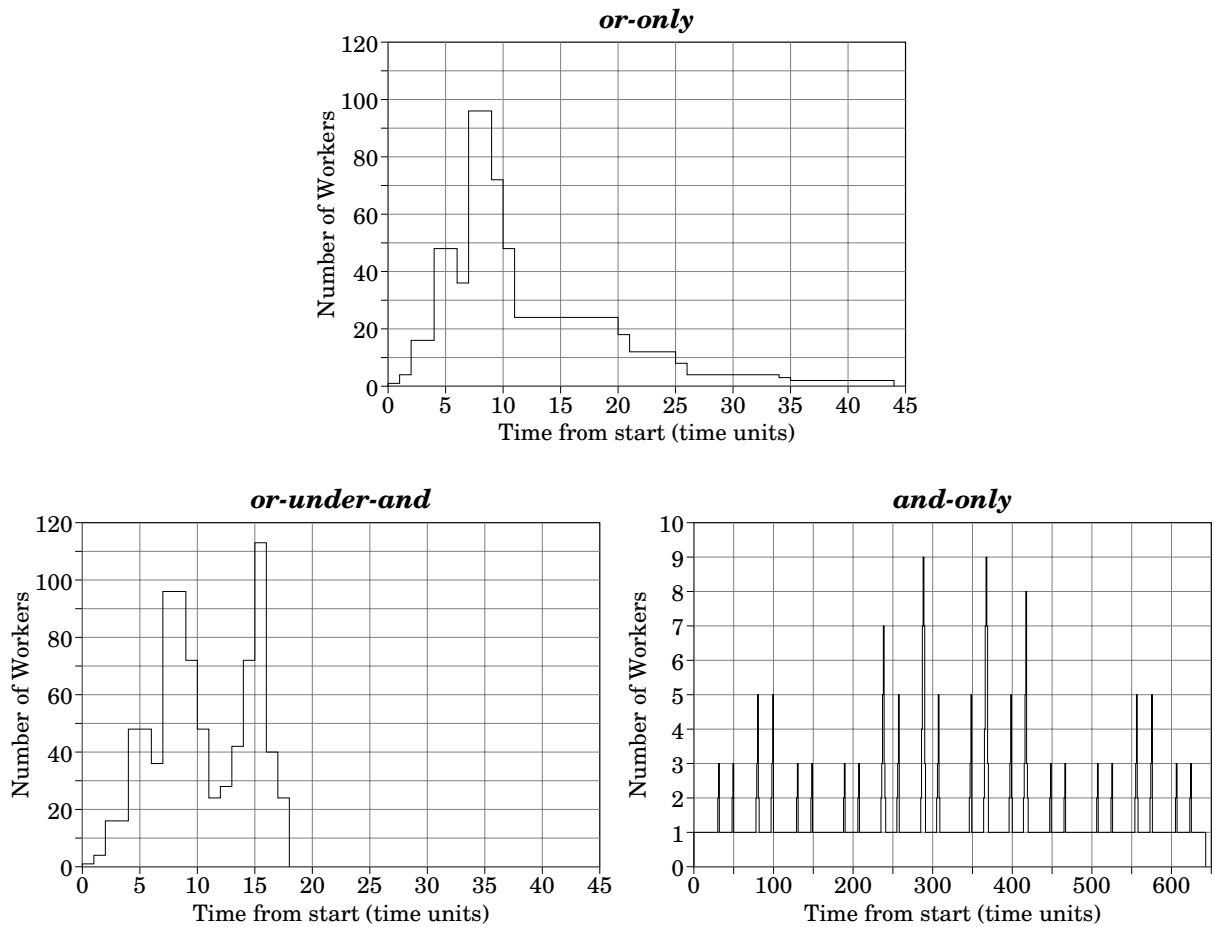 or-only
120
100
80
60
40
20
0
Number of Workers
0 5 10 15 20 25 30 35 40 45
Time from start (time units)
or-under-and
120
100
80
60
40
20
0
Number of Workers
0 5 10 15 20 25 30 35 40 45
Time from start (time units)
and-only
10
9
8
7
6
5
4
3
2
1
0
Number of Workers
0 100 200 300 400 500 600
Time from start (time units)